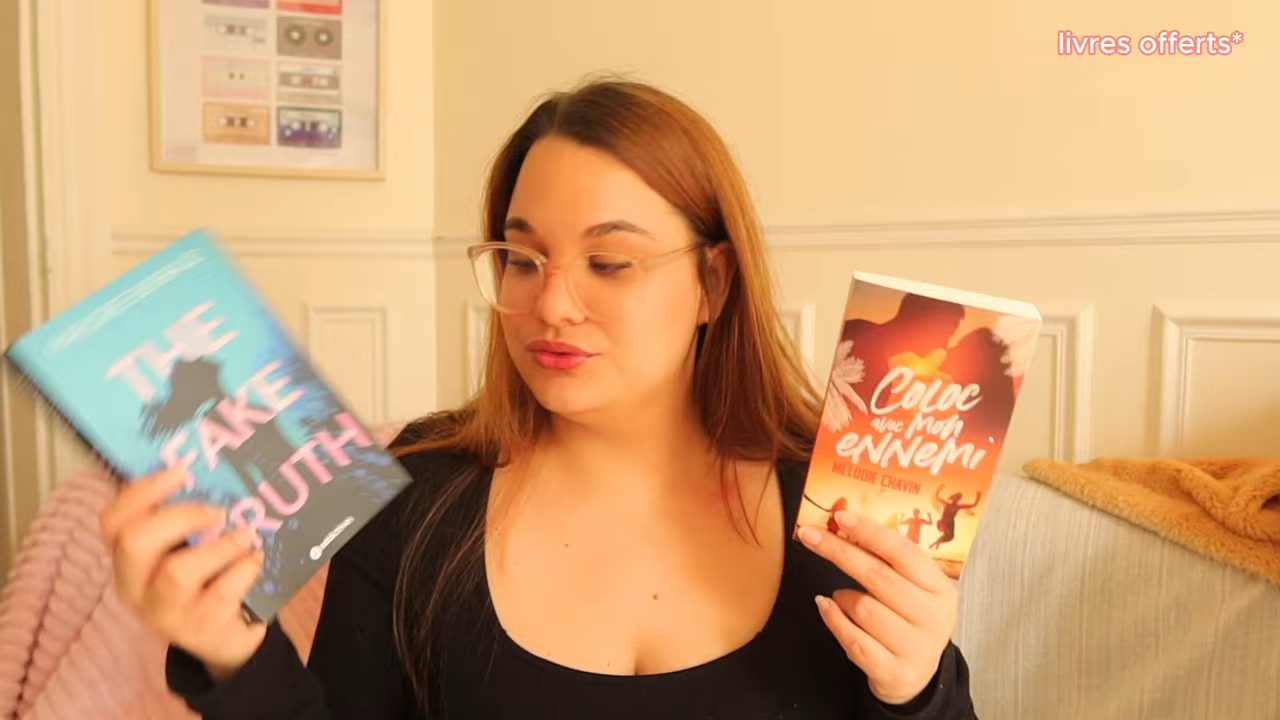 livres offerts*
THE
FAKE
TRUTH
COLOC
avec mon
ennemi
MÉLODIE CHAVIN